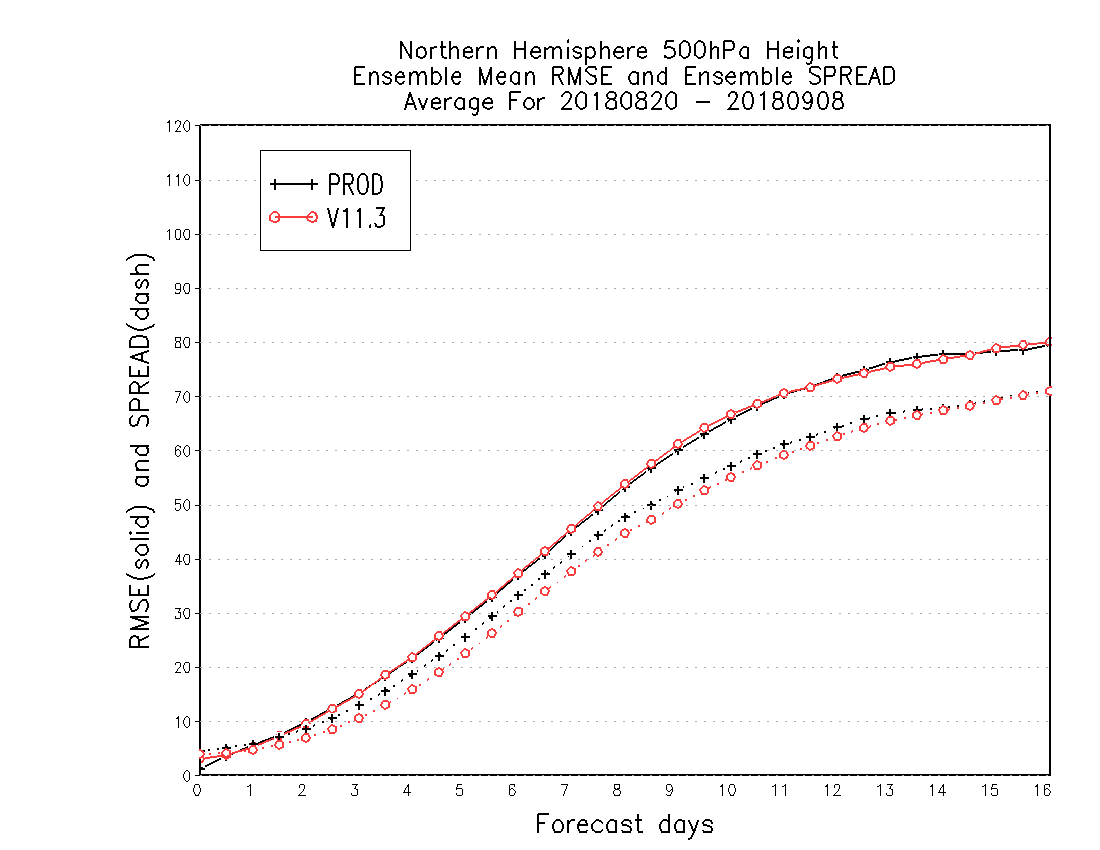 Northern Hemisphere 500hPa Height
Ensemble Mean RMSE and Ensemble SPREAD
Average For 20180820 - 20180908
RMSE(solid) and SPREAD(dash)
120
110
100
90
80
70
60
50
40
30
20
10
0
PROD
V11.3
0 1 2 3 4 5 6 7 8 9 10 11 12 13 14 15 16
Forecast days